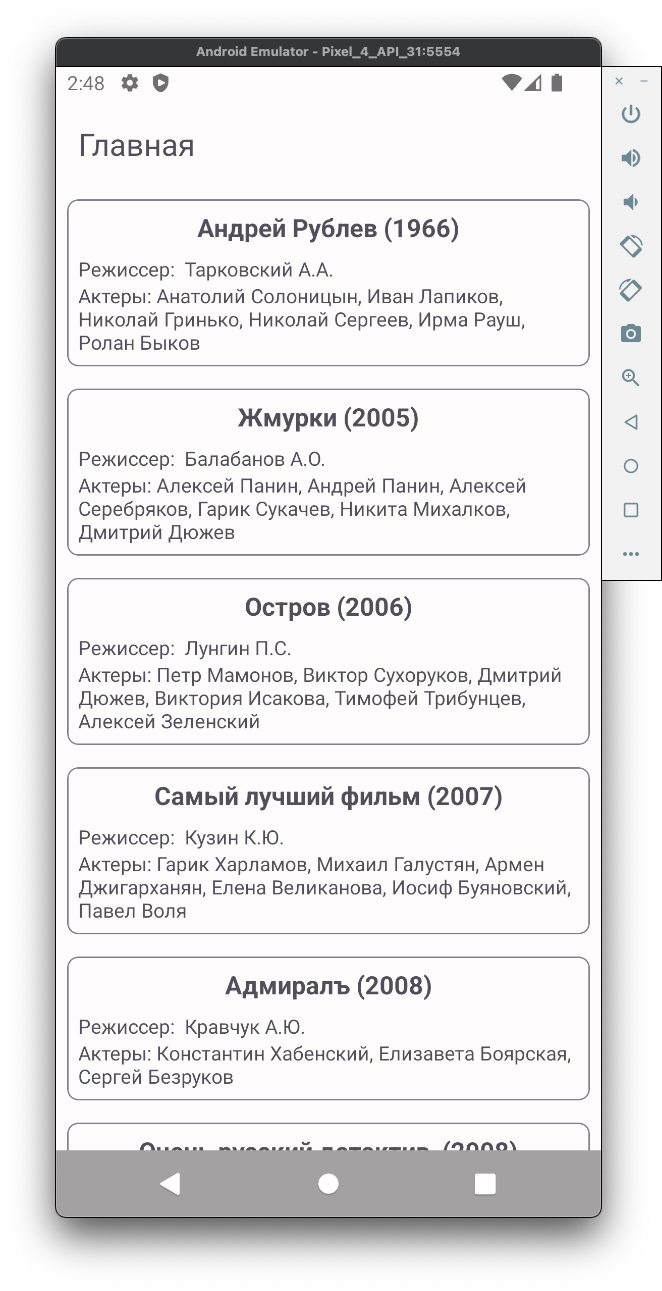 Android Emulator - Pixel_4_API_31:5554
2:48
Главная
Андрей Рублев (1966)
Режиссер: Тарковский А.А.
Актеры: Анатолий Солоницын, Иван Лапиков,
Николай Гринько, Николай Сергеев, Ирма Рауш,
Ролан Быков
Жмурки (2005)
Режиссер: Балабанов А.О.
Актеры: Алексей Панин, Андрей Панин, Алексей
Серебряков, Гарик Сукачев, Никита Михалков,
Дмитрий Дюжев
Остров (2006)
Режиссер: Лунгин П.С.
Актеры: Петр Мамонов, Виктор Сухоруков, Дмитрий
Дюжев, Виктория Исакова, Тимофей Трибунцев,
Алексей Зеленский
Самый лучший фильм (2007)
Режиссер: Кузин К.Ю.
Актеры: Гарик Харламов, Михаил Галустян, Армен
Джигарханян, Елена Великанова, Иосиф Буяновский,
Павел Воля
Адмиралъ (2008)
Режиссер: Кравчук А.Ю.
Актеры: Константин Хабенский, Елизавета Боярская,
Сергей Безруков
Очень русский детектив (2008)